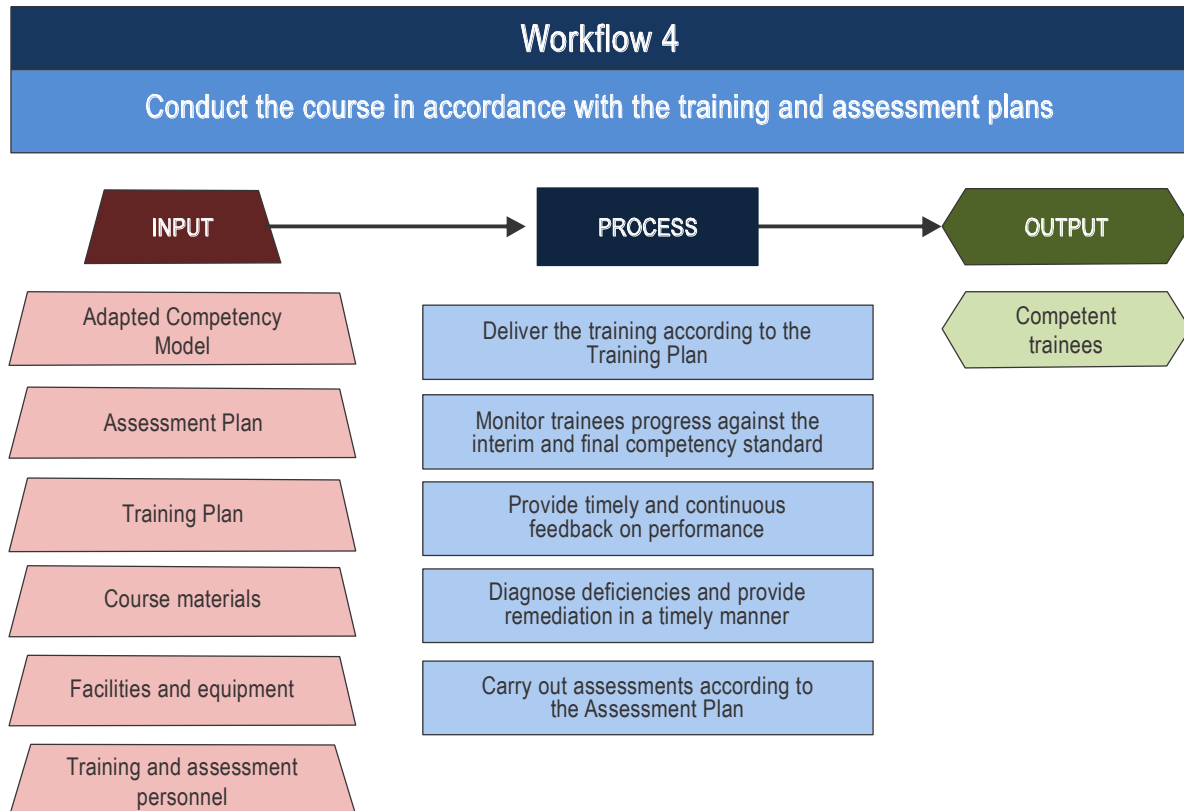 Workflow 4
Conduct the course in accordance with the training and assessment plans
INPUT
PROCESS
OUTPUT
Adapted Competency
Model
Assessment Plan
Training Plan
Course materials
Facilities and equipment
Training and assessment
personnel
Deliver the training according to the
Training Plan
Monitor trainees progress against the
interim and final competency standard
Provide timely and continuous
feedback on performance
Diagnose deficiencies and provide
remediation in a timely manner
Carry out assessments according to
the Assessment Plan
Competent
trainees